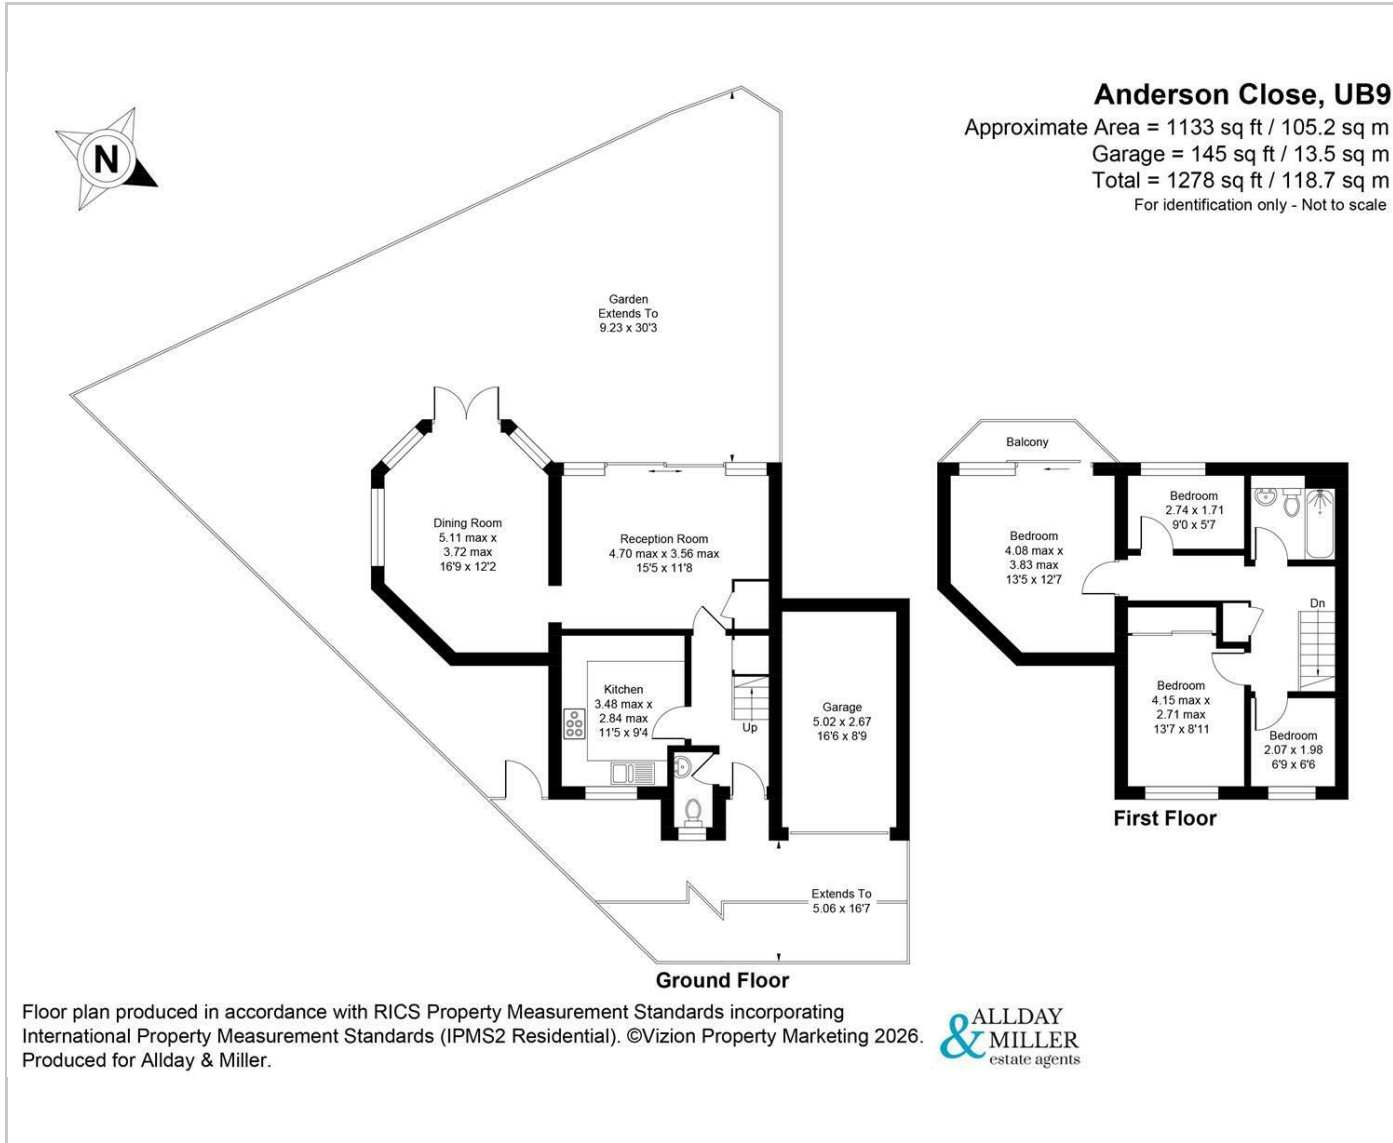 Anderson Close, UB9
Approximate Area = 1133 sq ft / 105.2 sq m
Garage = 145 sq ft / 13.5 sq m
Total = 1278 sq ft / 118.7 sq m
For identification only - Not to scale
N
Garden
Extends To
9.23 x 30'3
Dining Room
5.11 max x
3.72 max
16'9 x 12'2
Reception Room
4.70 max x 3.56 max
15'5 x 11'8
Kitchen
3.48 max x
2.84 max
11'5 x 9'4
Up
Garage
5.02 x 2.67
16'6 x 8'9
Extends To
5.06 x 16'7
Ground Floor
Balcony
Bedroom
4.08 max x
3.83 max
13'5 x 12'7
Bedroom
2.74 x 1.71
9'0 x 5'7
Dn
Bedroom
4.15 max x
2.71 max
13'7 x 8'11
Bedroom
2.07 x 1.98
6'9 x 6'6
First Floor
Floor plan produced in accordance with RICS Property Measurement Standards incorporating
International Property Measurement Standards (IPMS2 Residential). ©Vizion Property Marketing 2026.
Produced for Allday & Miller.
ALLDAY
& MILLER
estate agents